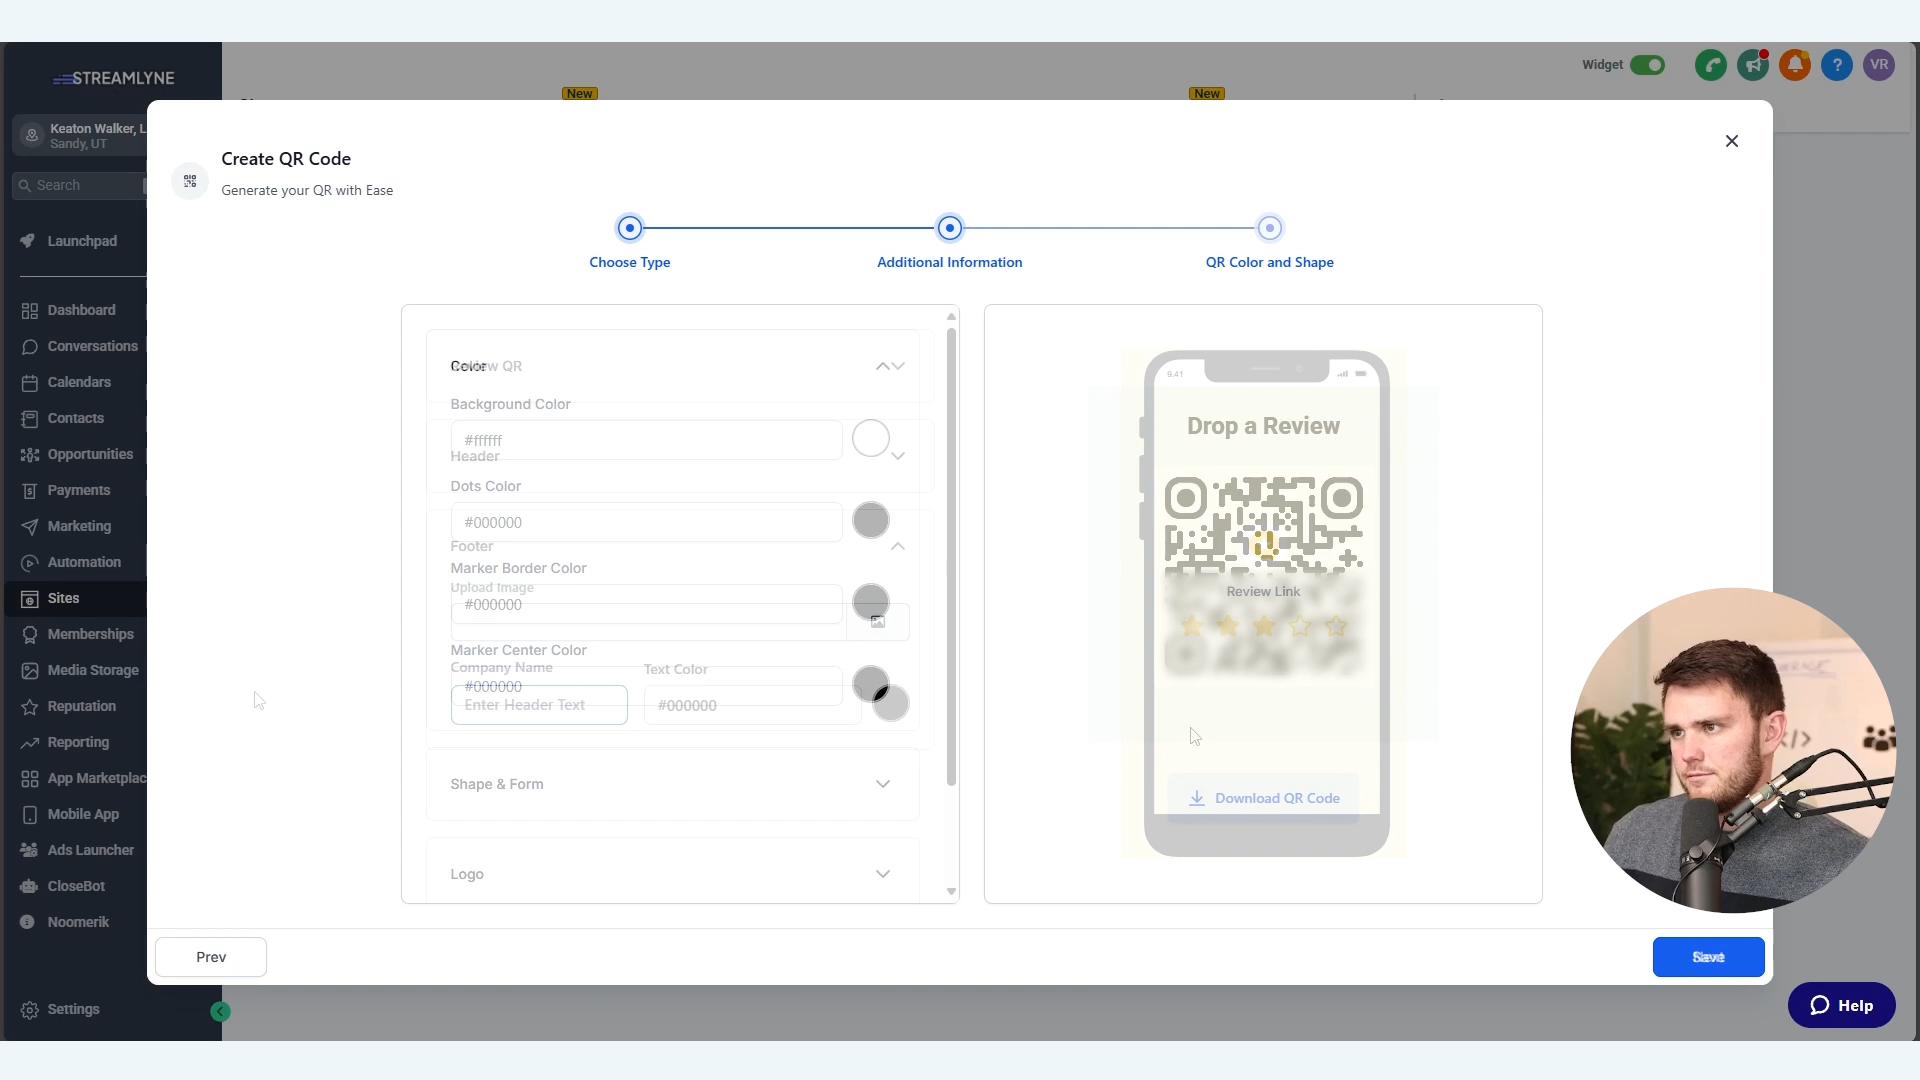 STREAMLYNE
Widget
VR
New
New
Keaton Walker, L
Sandy, UT
Search
Launchpad
Dashboard
Conversations
Calendars
Contacts
Opportunities
Payments
Marketing
Automation
Sites
Memberships
Media Storage
Reputation
Reporting
App Marketplac
Mobile App
Ads Launcher
CloseBot
Noomerik
Settings
Create QR Code
Generate your QR with Ease
Choose Type
Additional Information
QR Color and Shape
Color
QR
Background Color
#ffffff
Header
Dots Color
#000000
Footer
Marker Border Color
Upload Image
#000000
Marker Center Color
Company Name
Text Color
#000000
Enter Header Text
#000000
Shape & Form
Logo
9.41
Drop a Review
Review Link
Download QR Code
Prev
Save
Help